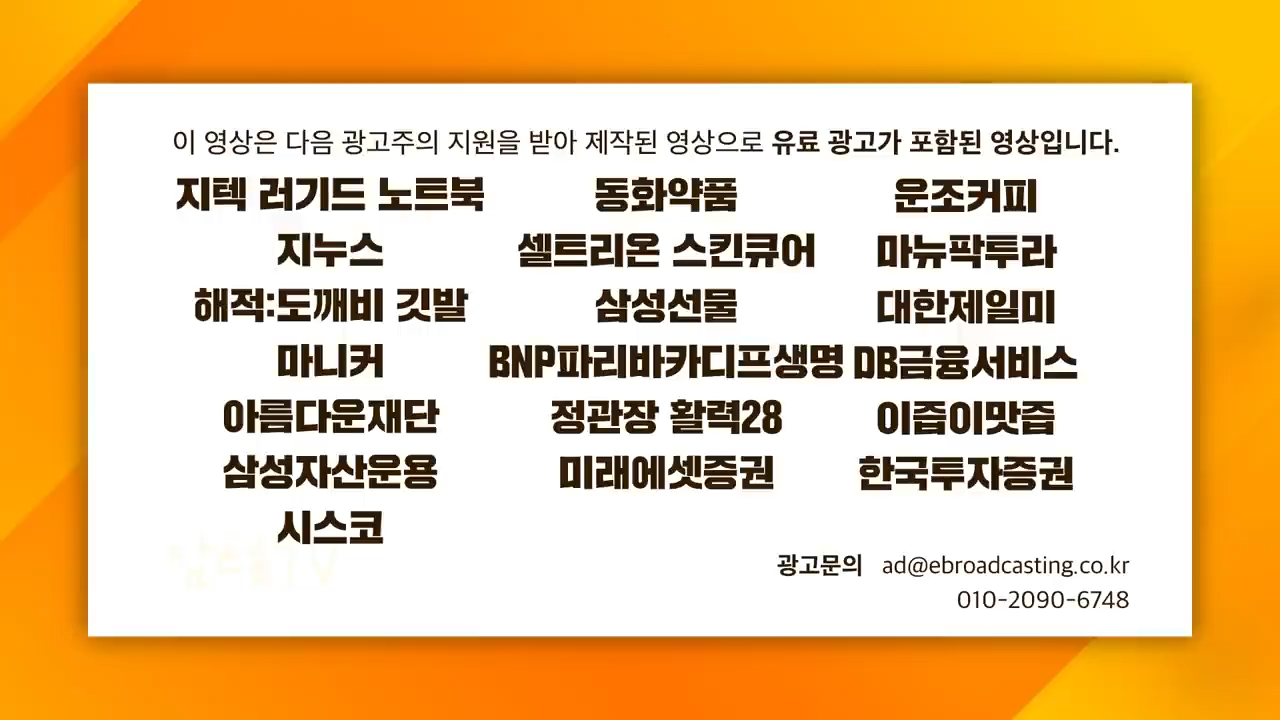 이 영상은 다음 광고주의 지원을 받아 제작된 영상으로 유료 광고가 포함된 영상입니다.
지텍 러기드 노트북 동화약품 운조커피
지누스 셀트리온 스킨큐어 마뉴팍투라
해적:도깨비 깃발 삼성선물 대한제일미
마니커 BNP파리바카디프생명 DB금융서비스
아름다운재단 정관장 활력28 이즙이맛즙
삼성자산운용 미래에셋증권 한국투자증권
시스코
광고문의 ad@ebroadcasting.co.kr
010-2090-6748